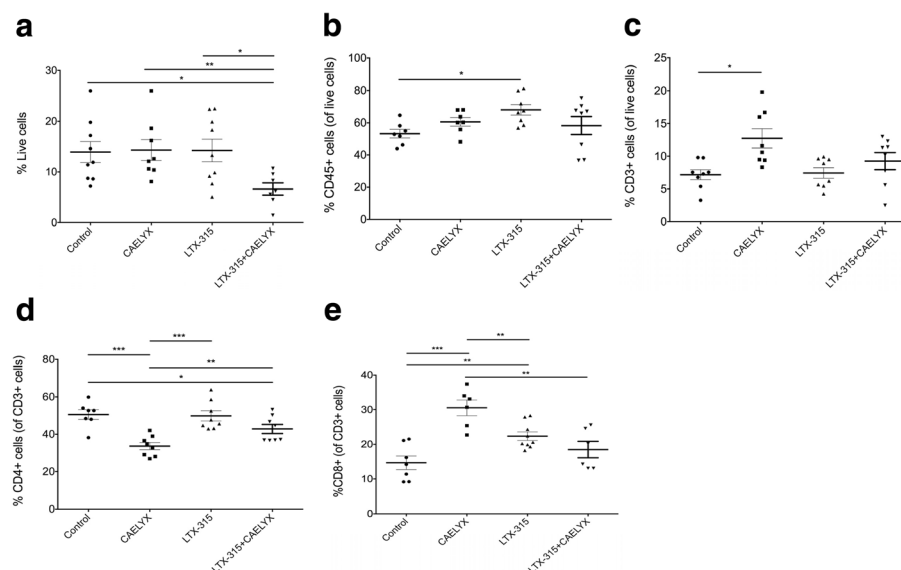 a
*
**
*
% Live cells
30
20
10
0
Control
CAELYX
LTX-315
LTX-315+CAELYX
b
*
% CD45+ cells (of live cells)
100
80
60
40
20
0
Control
CAELYX
LTX-315
LTX-315+CAELYX
c
*
% CD3+ cells (of live cells)
25
20
15
10
5
0
Control
CAELYX
LTX-315
LTX-315+CAELYX
d
***
***
**
*
% CD4+ cells (of CD3+ cells)
80
60
40
20
0
Control
CAELYX
LTX-315
LTX-315+CAELYX
e
**
***
**
**
%CD8+ (of CD3+ cells)
40
30
20
10
0
Control
CAELYX
LTX-315
LTX-315+CAELYX